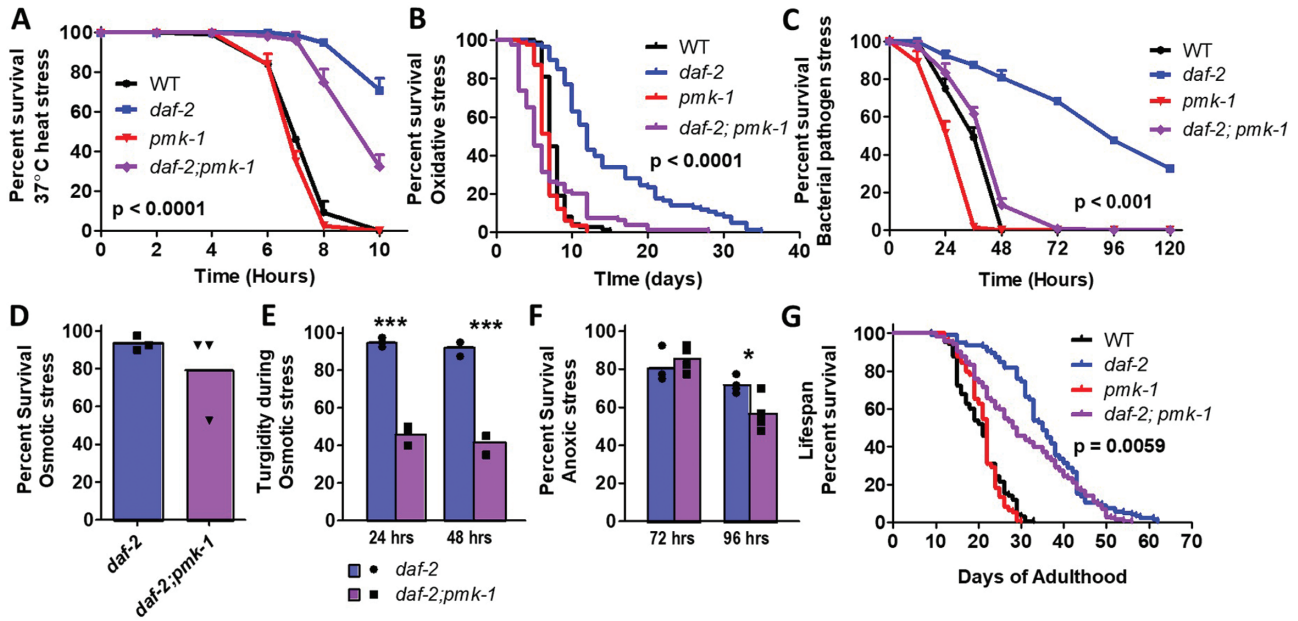 A
Percent survival
37° C heat stress
100
80
60
40
20
0
WT
daf-2
pmk-1
daf-2;pmk-1
p < 0.0001
0
2
4
6
8
10
Time (Hours)
B
Percent survival
Oxidative stress
100
80
60
40
20
0
WT
daf-2
pmk-1
daf-2; pmk-1
p < 0.0001
0
10
20
30
40
TIme (days)
C
Percent survival
Bacterial pathogen stress
100
80
60
40
20
0
WT
daf-2
pmk-1
daf-2; pmk-1
p < 0.001
0
24
48
72
96
120
Time (Hours)
D
Percent Survival
Osmotic stress
100
80
60
40
20
0
daf-2
daf-2;pmk-1
E
Turgidity during
Osmotic stress
100
80
60
40
20
0
***
***
24 hrs
48 hrs
daf-2
daf-2;pmk-1
F
Percent Survival
Anoxic stress
100
80
60
40
20
0
*
72 hrs
96 hrs
G
Lifespan
Percent survival
100
80
60
40
20
0
WT
daf-2
pmk-1
daf-2; pmk-1
p = 0.0059
0
10
20
30
40
50
60
70
Days of Adulthood